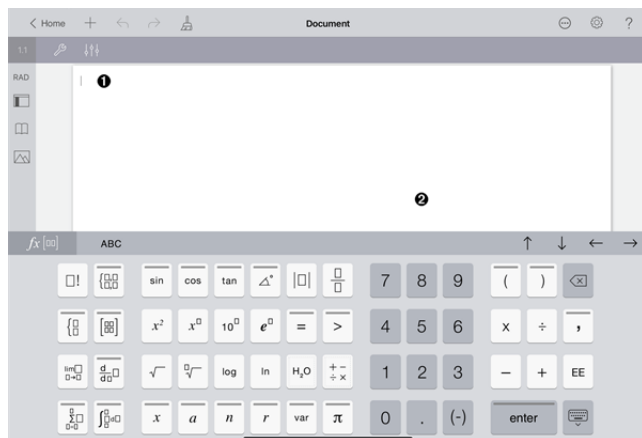 Home Document ?
1.1
❶
RAD
❷
fx ABC ↑ ↓ ← →
□! sin cos tan ∠° |□| □/□ 7 8 9 ( )
x² x□ 10□ e□ = > 4 5 6 x ÷ ,
lim□ □→□ d/d□ □ √ □√ log ln H₂O + − ÷ × 1 2 3 − + EE
∑□ □=□ ∫□d□ x a n r var π 0 . (-) enter